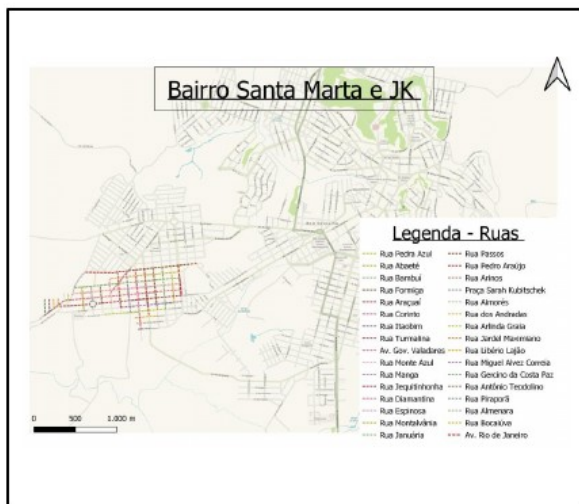 Bairro Santa Marta e JK
Legenda - Ruas
Rua Pedra Azul
Rua Abaeté
Rua Bambuí
Rua Formiga
Rua Araçuaí
Rua Corinto
Rua Itaobim
Rua Turmalina
Av. Gov. Valadares
Rua Monte Azul
Rua Manga
Rua Jequitinhonha
Rua Diamantina
Rua Espinosa
Rua Montalvânia
Rua Januária
Rua Passos
Rua Pedro Araújo
Rua Arinos
Praça Sarah Kubitschek
Rua Aimorés
Rua dos Andradas
Rua Arlinda Graia
Rua Jardel Maximiano
Rua Libério Lajão
Rua Miguel Alvez Correia
Rua Gercino da Costa Paz
Rua Antônio Teodolino
Rua Piraporã
Rua Almenara
Rua Bocaiúva
Av. Rio de Janeiro
0 500 1.000 m